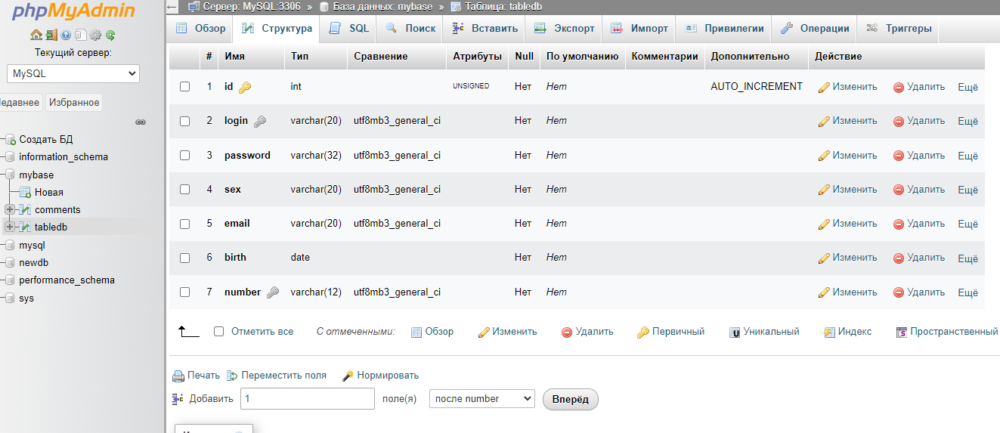 phpMyAdmin
Текущий сервер:
MySQL
Недавнее Избранное
Создать БД
information_schema
mybase
Новая
comments
tabledb
mysql
newdb
performance_schema
sys
Сервер: MySQL:3306 » База данных: mybase » Таблица: tabledb
Обзор Структура SQL Поиск Вставить Экспорт Импорт Привилегии Операции Триггеры
# Имя Тип Сравнение Атрибуты Null По умолчанию Комментарии Дополнительно Действие
1 id int UNSIGNED Нет Нет AUTO_INCREMENT Изменить Удалить Ещё
2 login varchar(20) utf8mb3_general_ci Нет Нет Изменить Удалить Ещё
3 password varchar(32) utf8mb3_general_ci Нет Нет Изменить Удалить Ещё
4 sex varchar(20) utf8mb3_general_ci Нет Нет Изменить Удалить Ещё
5 email varchar(20) utf8mb3_general_ci Нет Нет Изменить Удалить Ещё
6 birth date Нет Нет Изменить Удалить Ещё
7 number varchar(12) utf8mb3_general_ci Нет Нет Изменить Удалить Ещё
Отметить все С отмеченными: Обзор Изменить Удалить Первичный Уникальный Индекс Пространственный
Печать Переместить поля Нормировать
Добавить 1 поле(я) после number Вперёд